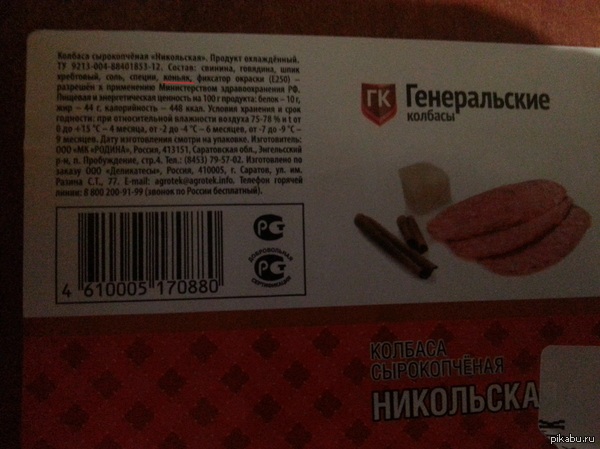 Колбаса сырокопчёная «Никольская». Продукт охлаждённый.
ТУ 9213-004-88401653-12. Состав: свинина, говядина, шпик
хребтовый, соль, специи, коньяк, фиксатор окраски (Е250) —
разрешён к применению Министерством здравоохранения РФ.
Пищевая и энергетическая ценность на 100 г продукта: белок – 10 г,
жир – 44 г, калорийность – 448 ккал. Условия хранения и срок
годности: при относительной влажности воздуха 75-78 % и t от
0 до +15 °С – 4 месяца, от -2 до -4 °С – 6 месяцев, от -7 до -9 °С –
9 месяцев. Дату изготовления смотри на упаковке. Изготовитель:
ООО «МК «РОДИНА», Россия, 413151, Саратовская обл., Энгельсский
р-н, п. Пробуждение, стр.4. Тел.: (8453) 79-57-02. Изготовлено по
заказу ООО «Деликатесы», Россия, 410005, г. Саратов, ул. им.
Разина С.Т., 77. E-mail: agrotek@agrotek.info. Телефон горячей
линии: 8 800 200-91-99 (звонок по России бесплатный).
ГК Генеральские
колбасы
РСТ
ДОБРОВОЛЬНАЯ
РСТ
СЕРТИФИКАЦИЯ
4 610005 170880
КОЛБАСА
СЫРОКОПЧЁНАЯ
НИКОЛЬСКА
pikabu.ru